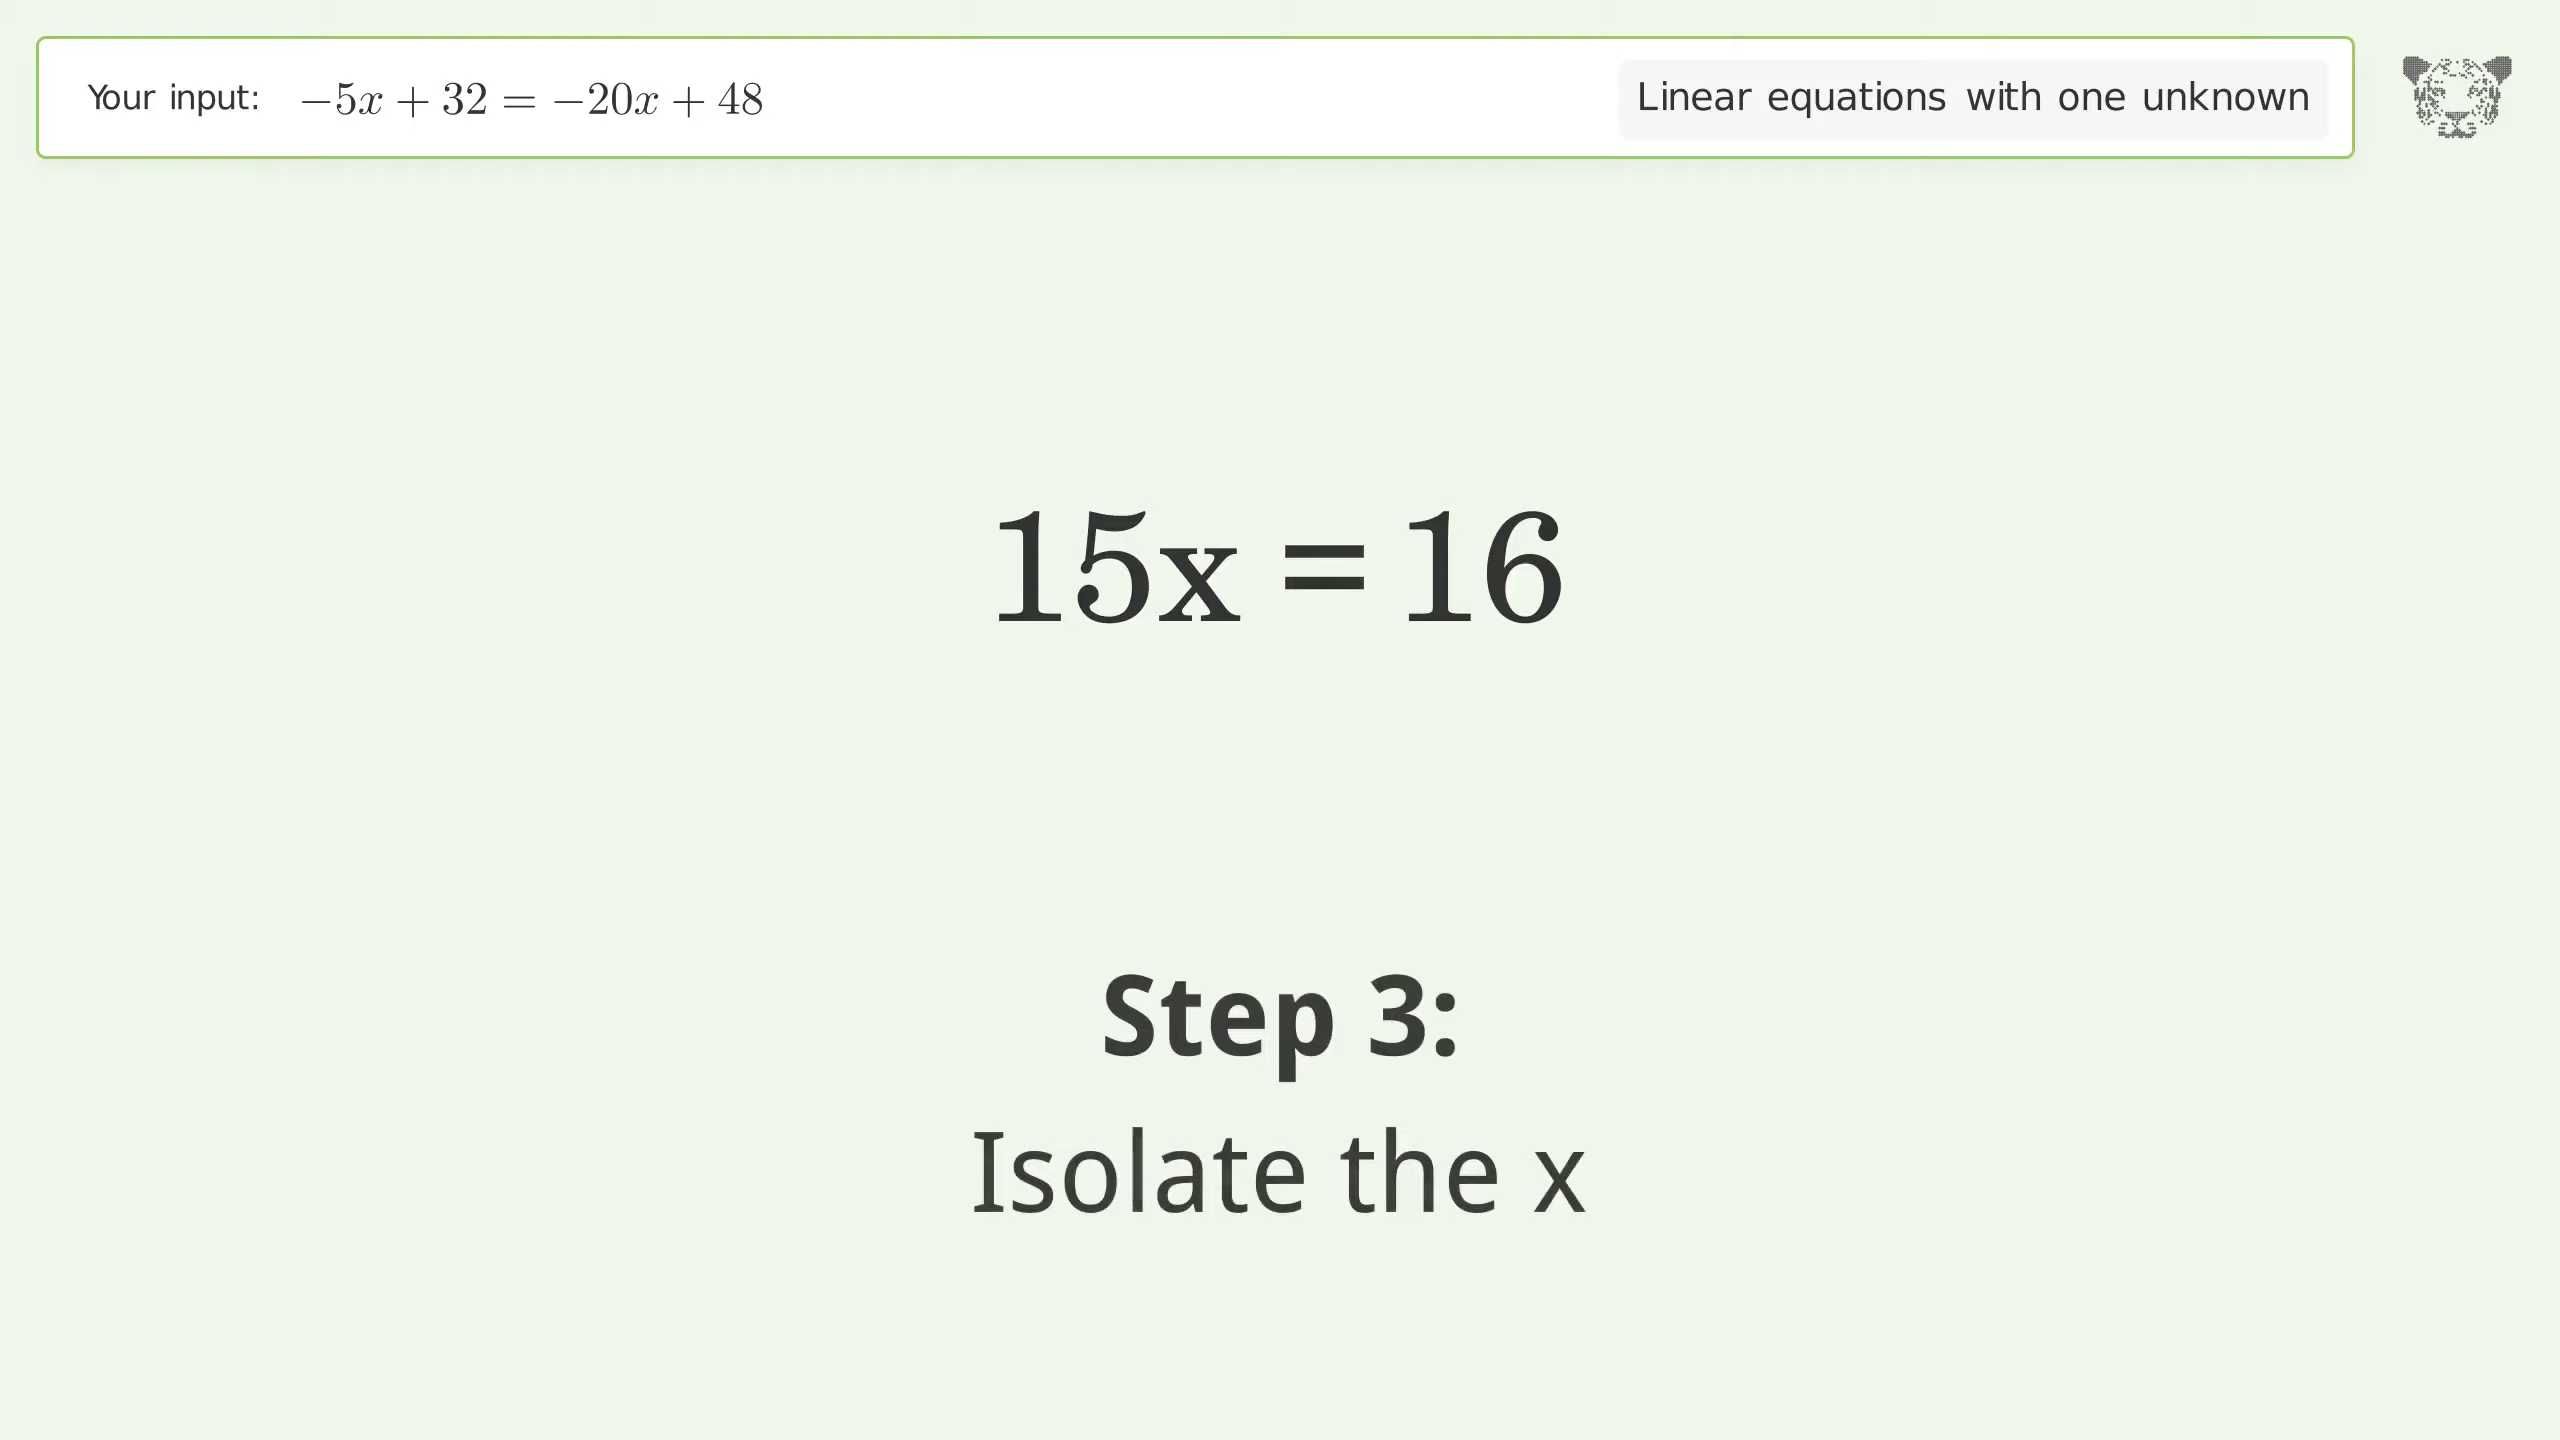 Your input: −5x + 32 = −20x + 48 Linear equations with one unknown
15x = 16
Step 3:
Isolate the x